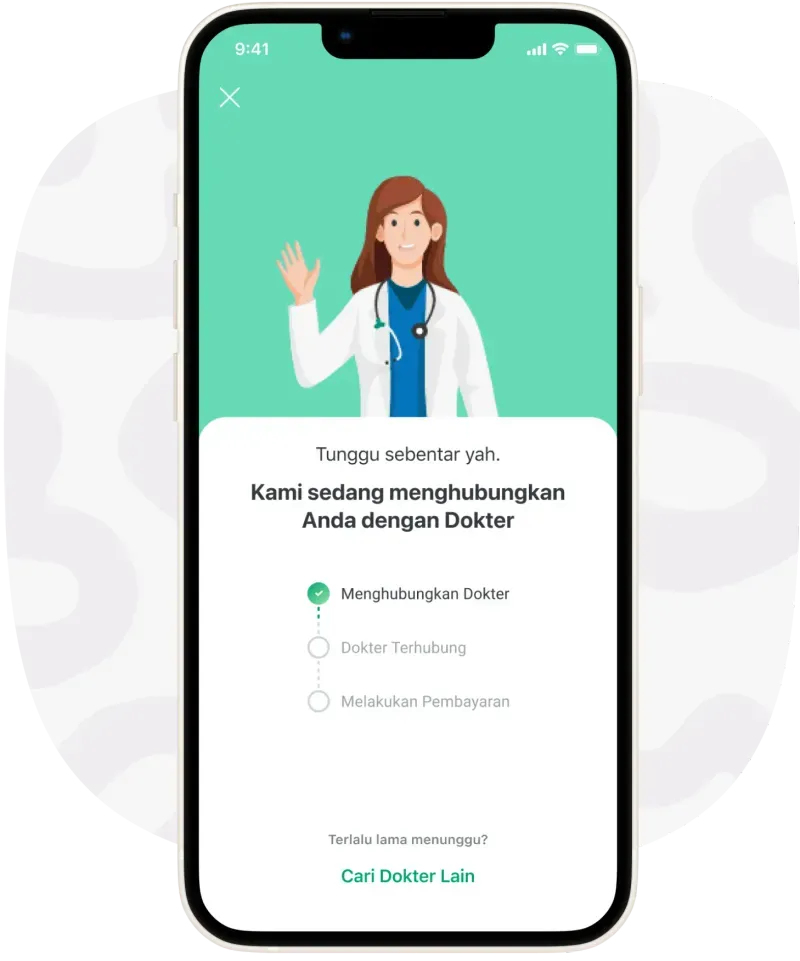 9:41
Tunggu sebentar yah.
Kami sedang menghubungkan
Anda dengan Dokter
Menghubungkan Dokter
Dokter Terhubung
Melakukan Pembayaran
Terlalu lama menunggu?
Cari Dokter Lain